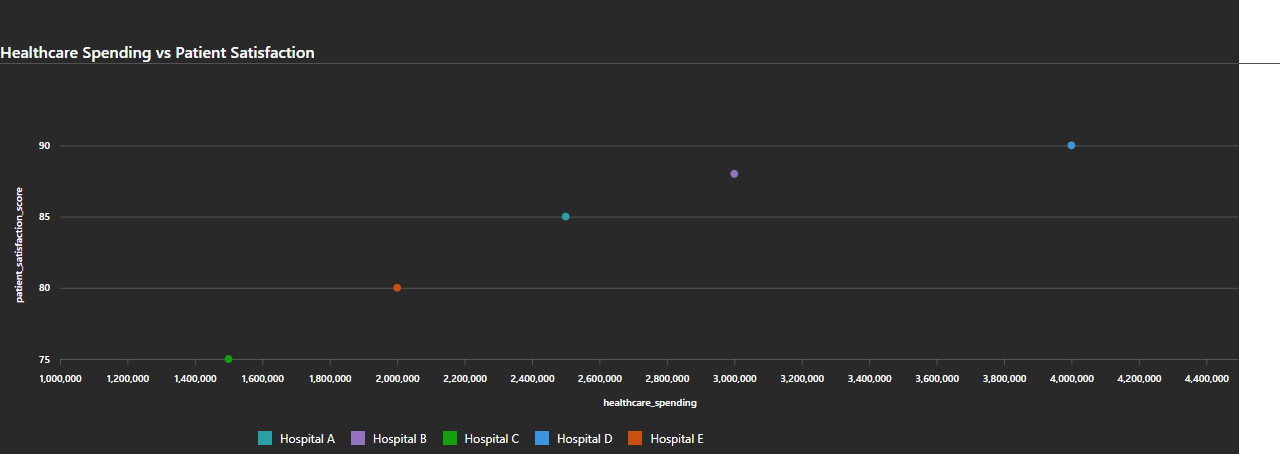 Healthcare Spending vs Patient Satisfaction
90
85
80
75
patient_satisfaction_score
1,000,000 1,200,000 1,400,000 1,600,000 1,800,000 2,000,000 2,200,000 2,400,000 2,600,000 2,800,000 3,000,000 3,200,000 3,400,000 3,600,000 3,800,000 4,000,000 4,200,000 4,400,000
healthcare_spending
Hospital A Hospital B Hospital C Hospital D Hospital E